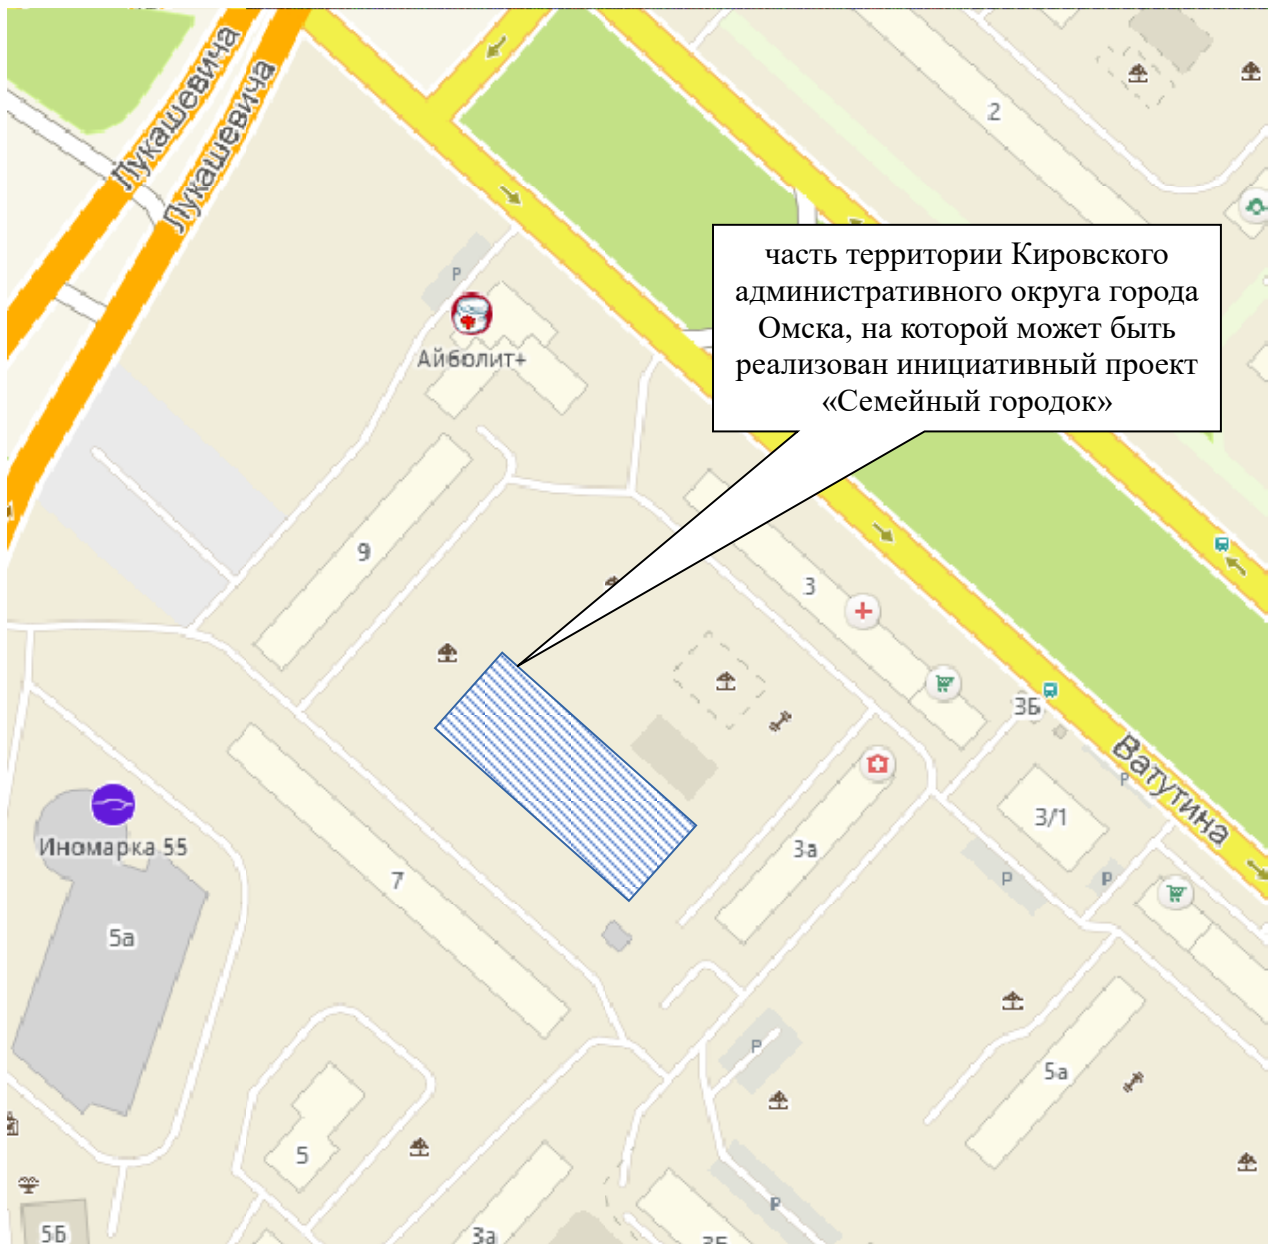 Лукашевича
Лукашевича
2
часть территории Кировского
административного округа города
Омска, на которой может быть
реализован инициативный проект
«Семейный городок»
P
Айболит+
9
3
3Б
Ватутина
P
3/1
3а
P
P
Иномарка 55
7
5а
P
5а
5
P
5Б
3а
3Б